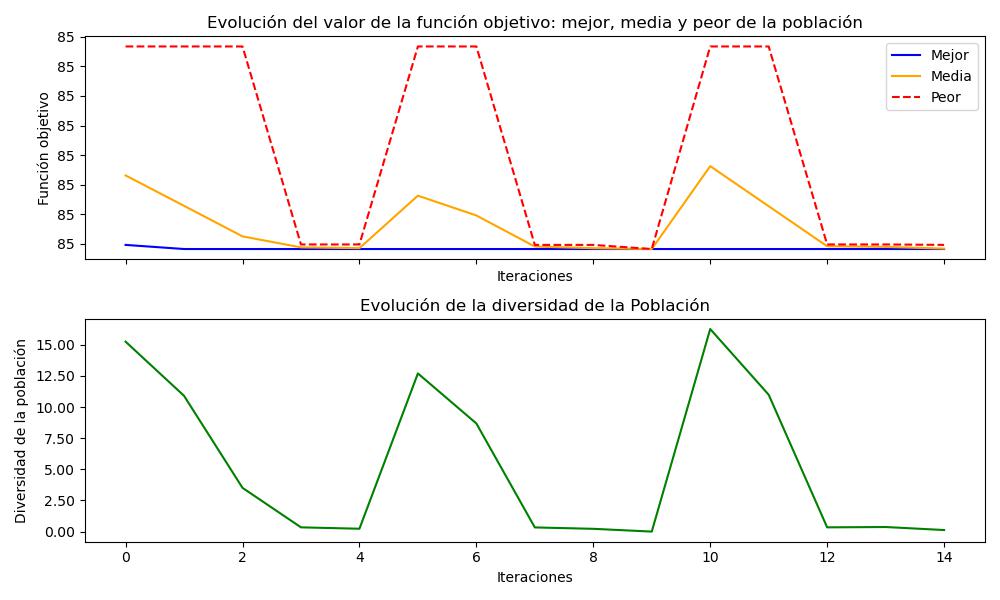 Evolución del valor de la función objetivo: mejor, media y peor de la población
85
85
85
85
85
85
85
85
Función objetivo
Mejor
Media
Peor
Iteraciones
Evolución de la diversidad de la Población
15.00
12.50
10.00
7.50
5.00
2.50
0.00
Diversidad de la población
0 2 4 6 8 10 12 14
Iteraciones